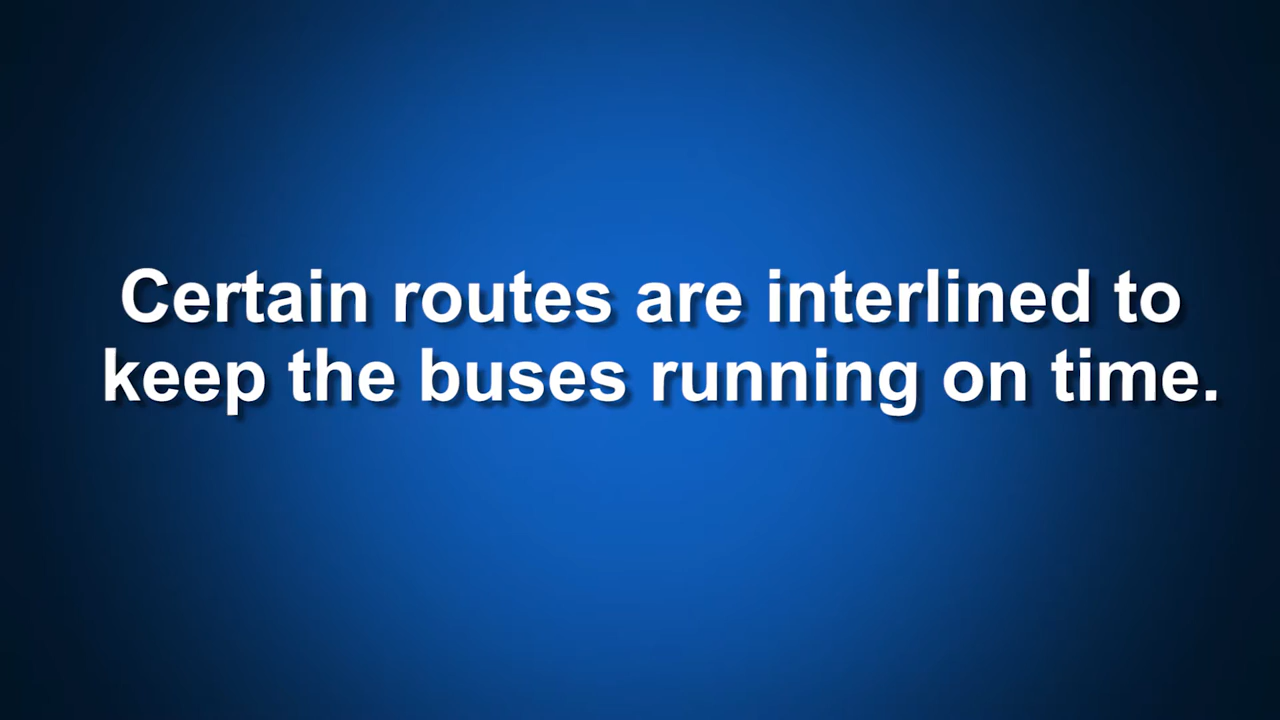 Certain routes are interlined to
keep the buses running on time.